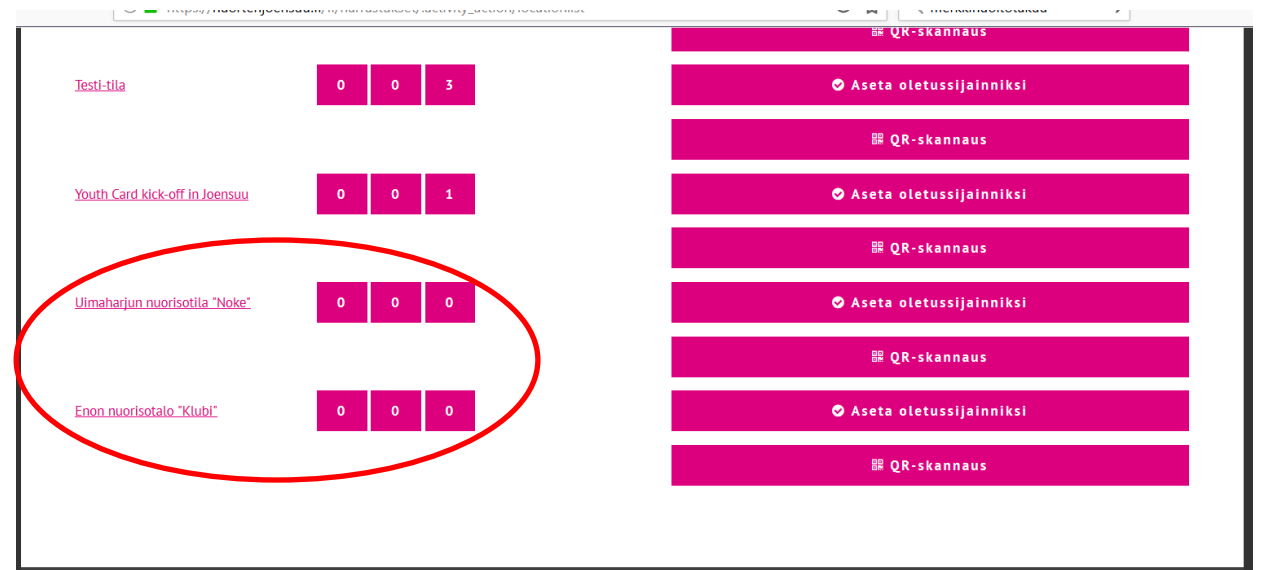 QR-skannaus
Testi-tila 0 0 3 Aseta oletussijainniksi
QR-skannaus
Youth Card kick-off in Joensuu 0 0 1 Aseta oletussijainniksi
QR-skannaus
Uimaharjun nuorisotila "Noke" 0 0 0 Aseta oletussijainniksi
QR-skannaus
Enon nuorisotalo "Klubi" 0 0 0 Aseta oletussijainniksi
QR-skannaus